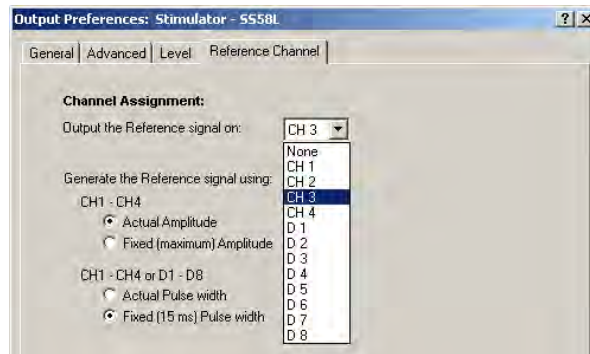 Output Preferences: Stimulator - SS58L
General Advanced Level Reference Channel
Channel Assignment:
Output the Reference signal on: CH 3
None
CH 1
CH 2
CH 3
CH 4
D 1
D 2
D 3
D 4
D 5
D 6
D 7
D 8
Generate the Reference signal using:
CH1 - CH4
Actual Amplitude
Fixed (maximum) Amplitude
CH1 - CH4 or D1 - D8
Actual Pulse width
Fixed (15 ms) Pulse width